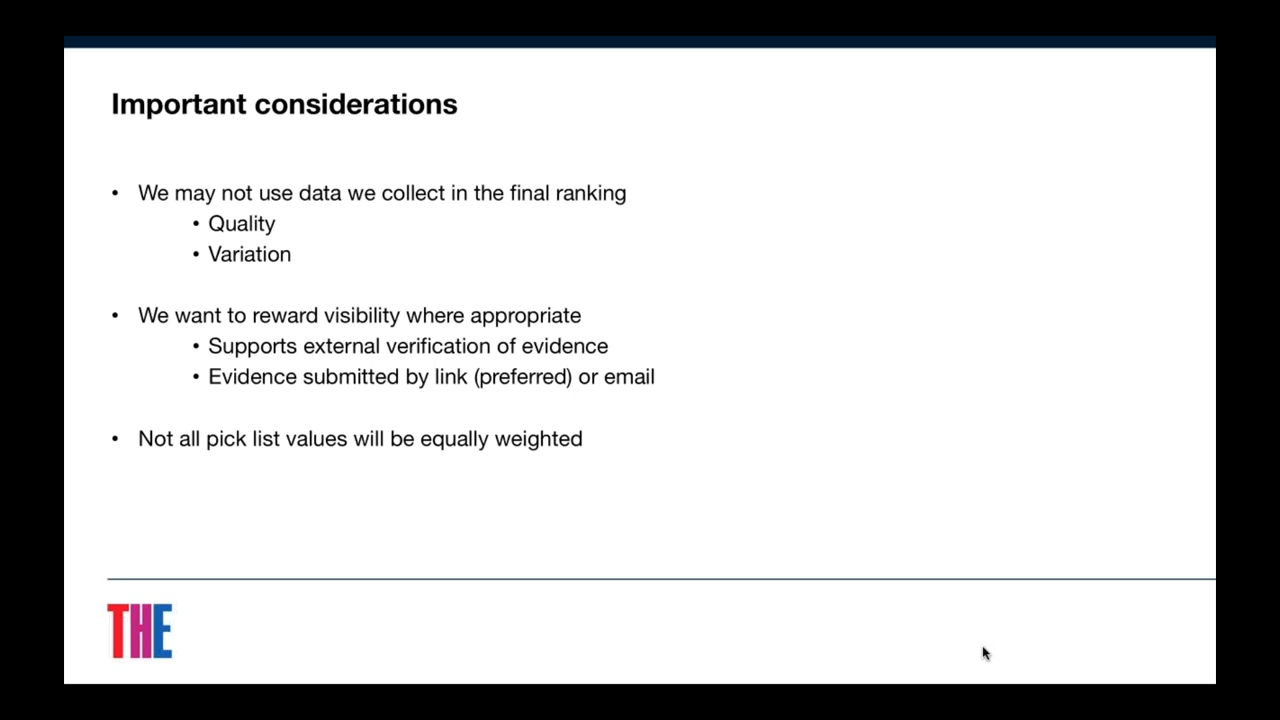 Important considerations
• We may not use data we collect in the final ranking
• Quality
• Variation
• We want to reward visibility where appropriate
• Supports external verification of evidence
• Evidence submitted by link (preferred) or email
• Not all pick list values will be equally weighted
THE